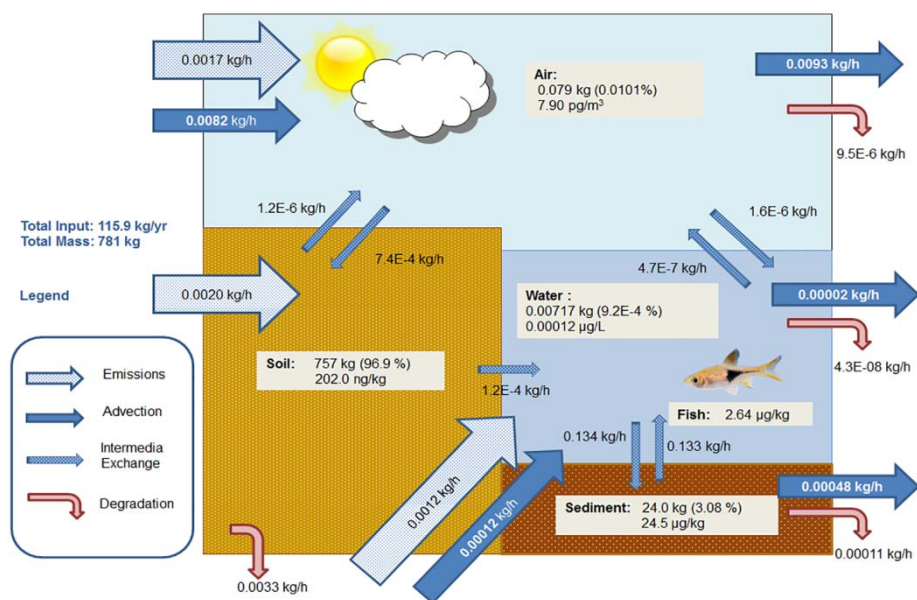 0.0017 kg/h
0.0082 kg/h
Air:
0.079 kg (0.0101%)
7.90 pg/m³
0.0093 kg/h
9.5E-6 kg/h
1.2E-6 kg/h
7.4E-4 kg/h
1.6E-6 kg/h
4.7E-7 kg/h
Total Input: 115.9 kg/yr
Total Mass: 781 kg
Legend
0.0020 kg/h
Water :
0.00717 kg (9.2E-4 %)
0.00012 µg/L
0.00002 kg/h
4.3E-08 kg/h
Soil: 757 kg (96.9 %)
202.0 ng/kg
1.2E-4 kg/h
Fish: 2.64 µg/kg
Emissions
Advection
Intermedia
Exchange
Degradation
0.134 kg/h
0.133 kg/h
0.0012 kg/h
0.00012 kg/h
Sediment: 24.0 kg (3.08 %)
24.5 µg/kg
0.00048 kg/h
0.00011 kg/h
0.0033 kg/h